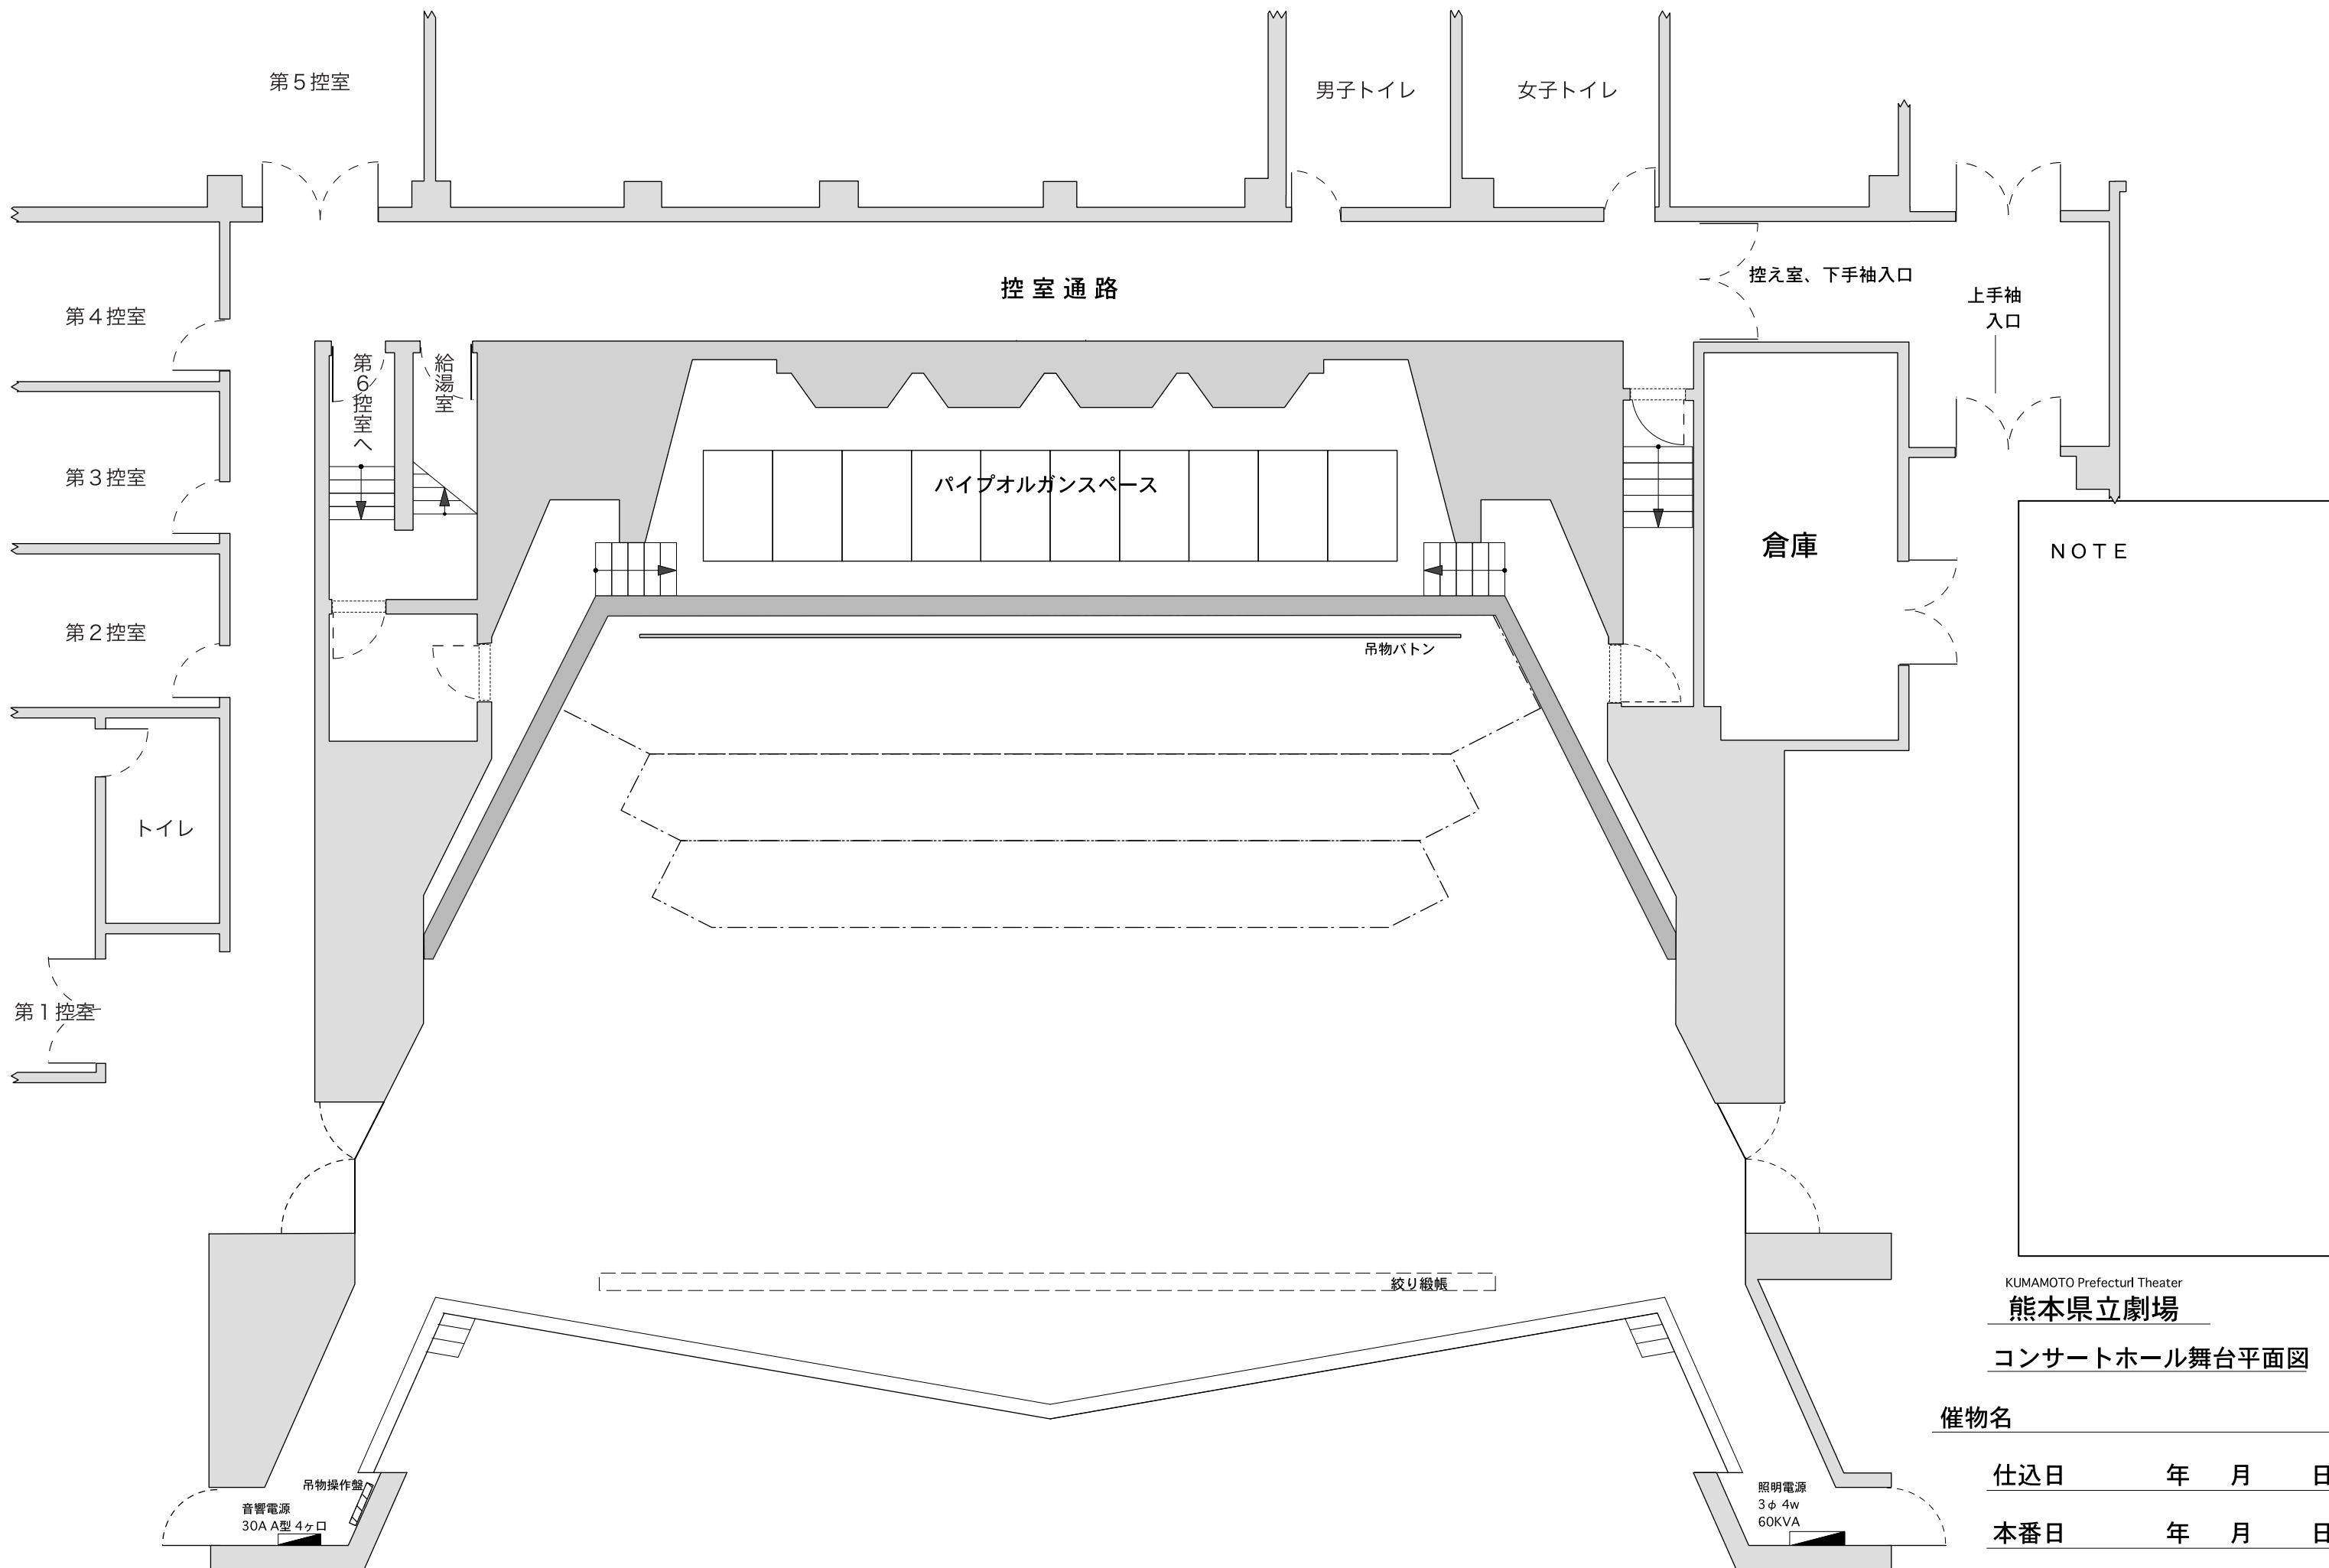 第５控室
男子トイレ
女子トイレ
控室通路
控え室、下手袖入口
上手袖
入口
第４控室
第６控室へ
給湯室
第３控室
パイプオルガンスペース
倉庫
NOTE
第２控室
吊物バトン
トイレ
第１控室
絞り緞帳
KUMAMOTO Prefecturl Theater
熊本県立劇場
コンサートホール舞台平面図
催物名
仕込日 年 月 日
本番日 年 月 日
吊物操作盤
音響電源
30A A型 4ヶ口
照明電源
3φ 4w
60KVA